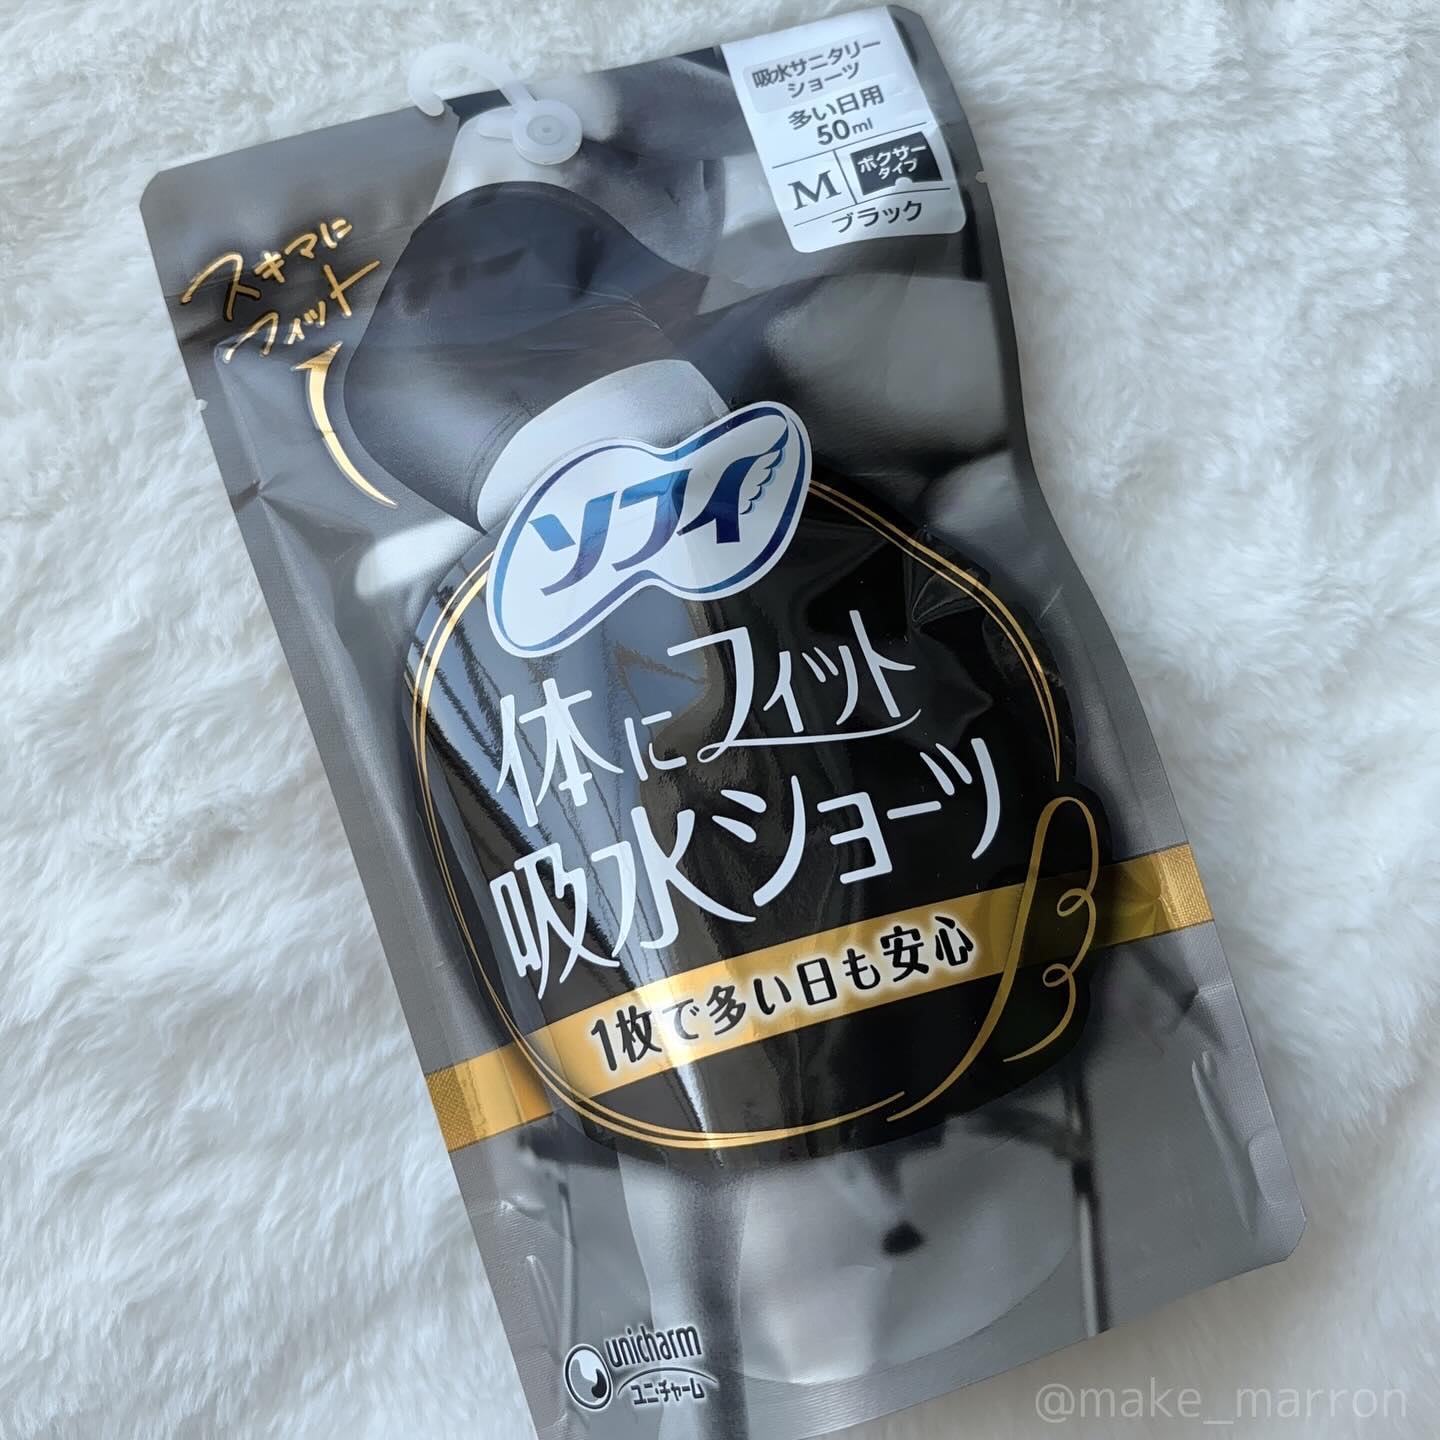 吸水サニタリー
ショーツ
多い日用
50ml
M
ボクサー
タイプ
ブラック
スキマに
フィット
ソフィ
体にフィット
吸水ショーツ
1枚で多い日も安心
unicharm
ユニ・チャーム
@make_marron